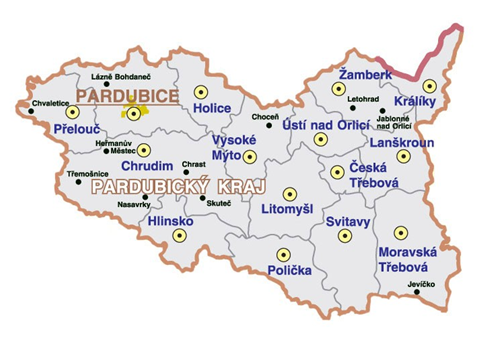 Žamberk
Lázně Bohdaneč
PARDUBICE
Chvaletice
Letohrad
Králíky
Holice
Přelouč
Choceň
Jablonné
nad Orlicí
Ústí nad Orlicí
Heřmanův
Městec
Vysoké
Mýto
Lanškroun
Chrudim
Chrast
Třemošnice
Česká
Třebová
PARDUBICKÝ KRAJ
Nasavrky
Skuteč
Litomyšl
Hlinsko
Svitavy
Moravská
Třebová
Polička
Jevíčko